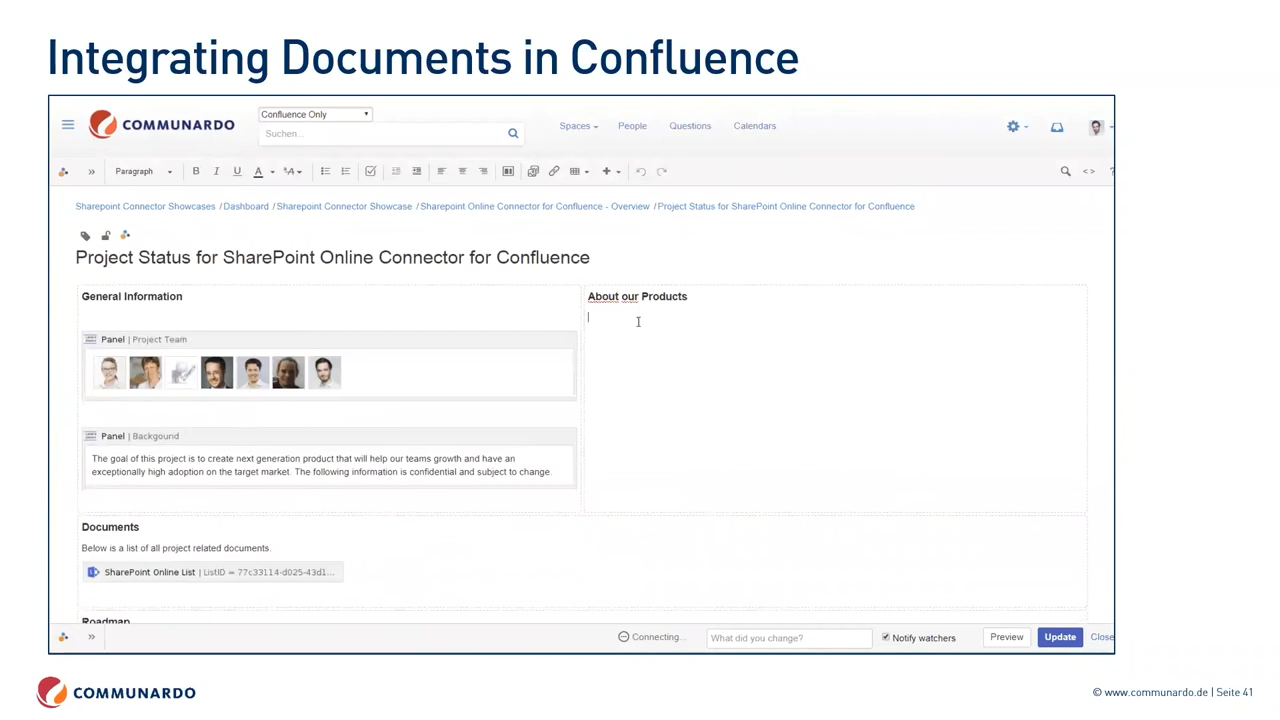 Integrating Documents in Confluence
COMMUNARDO
Confluence Only
Suchen...
Spaces People Questions Calendars
Paragraph B I U A
Sharepoint Connector Showcases / Dashboard / Sharepoint Connector Showcase / Sharepoint Online Connector for Confluence - Overview / Project Status for SharePoint Online Connector for Confluence
Project Status for SharePoint Online Connector for Confluence
General Information
Panel | Project Team
Panel | Backgound
The goal of this project is to create next generation product that will help our teams growth and have an
exceptionally high adoption on the target market. The following information is confidential and subject to change.
About our Products
Documents
Below is a list of all project related documents.
SharePoint Online List | ListID = 77c33114-d025-43d1...
Roadmap
Connecting... What did you change? Notify watchers Preview Update Close
COMMUNARDO
© www.communardo.de | Seite 41